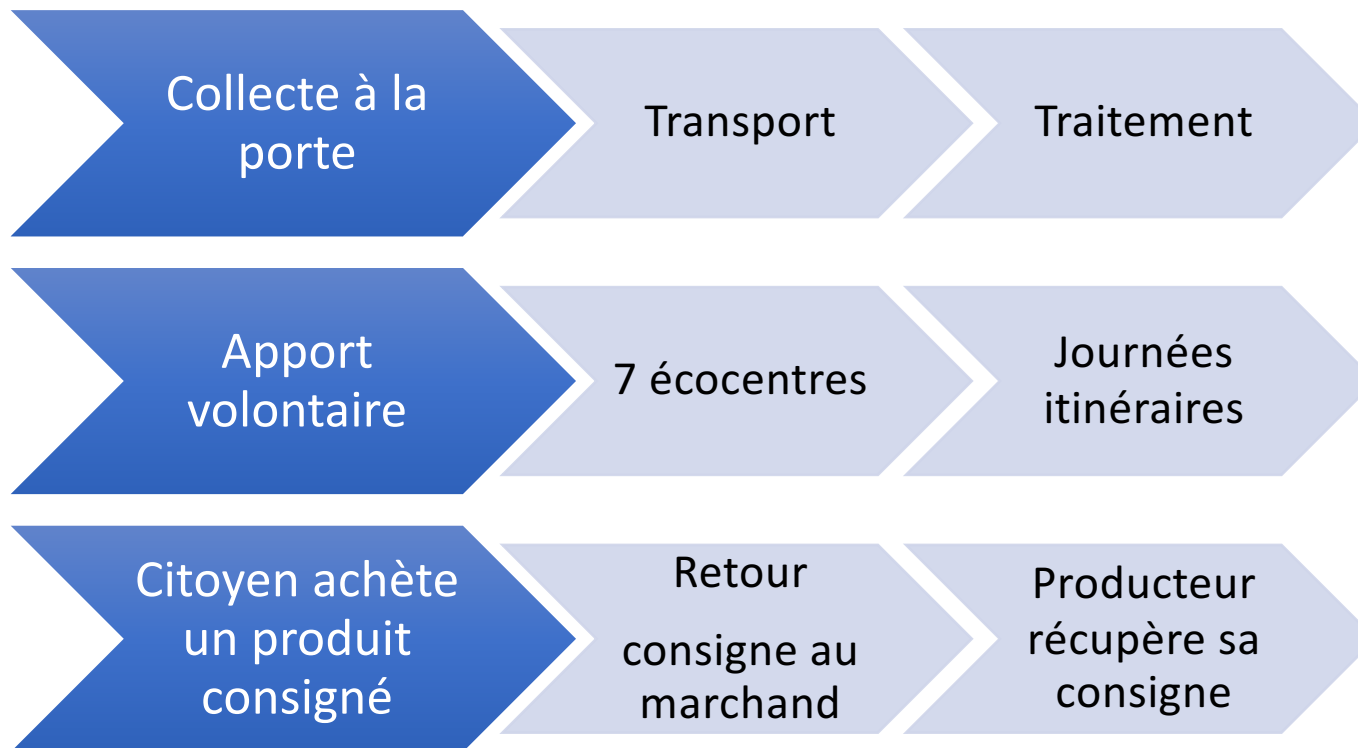 Collecte à la
porte
Transport
Traitement
Apport
volontaire
7 écocentres
Journées
itinéraires
Citoyen achète
un produit
consigné
Retour
consigne au
marchand
Producteur
récupère sa
consigne